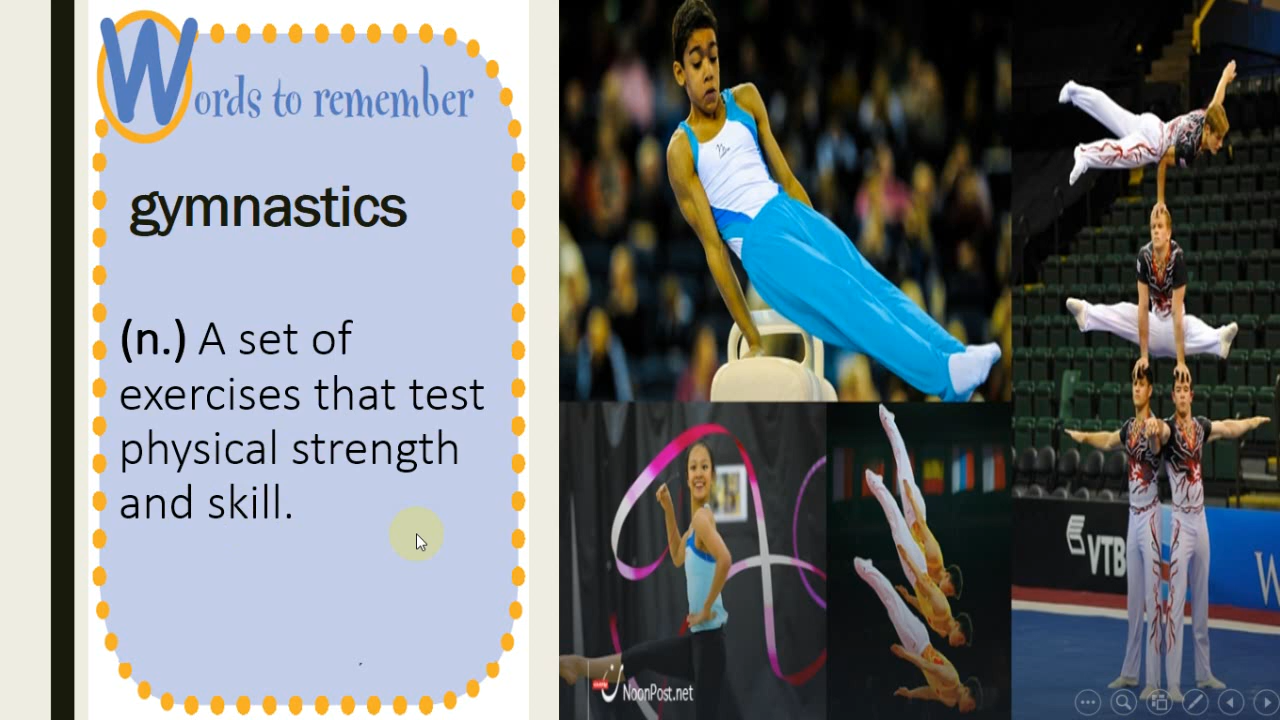 Words to remember
gymnastics
(n.) A set of
exercises that test
physical strength
and skill.
NoonPost.net
VTB
W